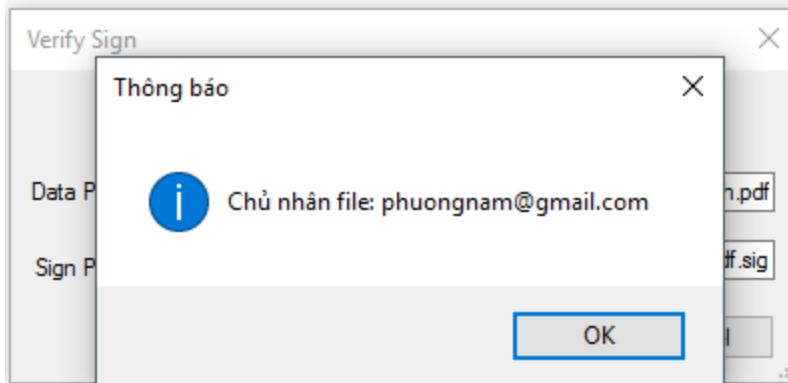 Verify Sign
Thông báo
Data P
Chủ nhân file: phuongnam@gmail.com
n.pdf
Sign P
df.sig
OK